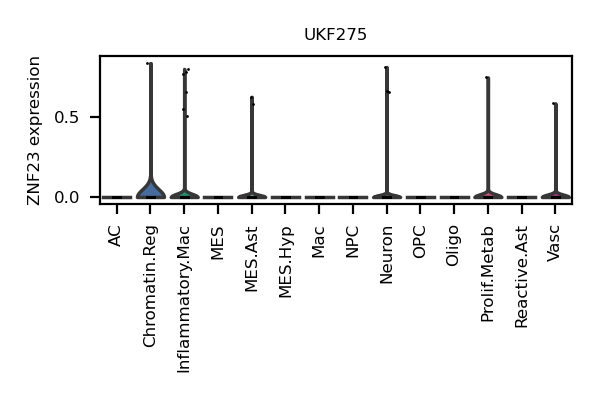 UKF275
ZNF23 expression
0.5
0.0
AC
Chromatin.Reg
Inflammatory.Mac
MES
MES.Ast
MES.Hyp
Mac
NPC
Neuron
OPC
Oligo
Prolif.Metab
Reactive.Ast
Vasc